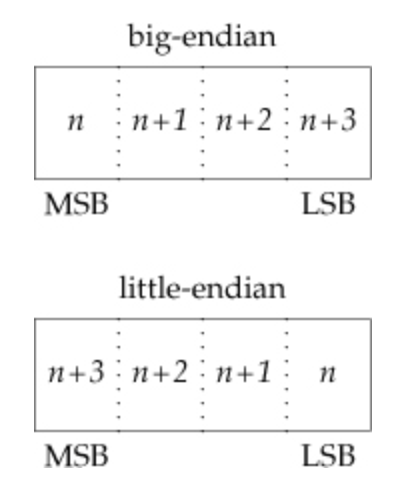 big-endian
n n+1 n+2 n+3
MSB LSB
little-endian
n+3 n+2 n+1 n
MSB LSB